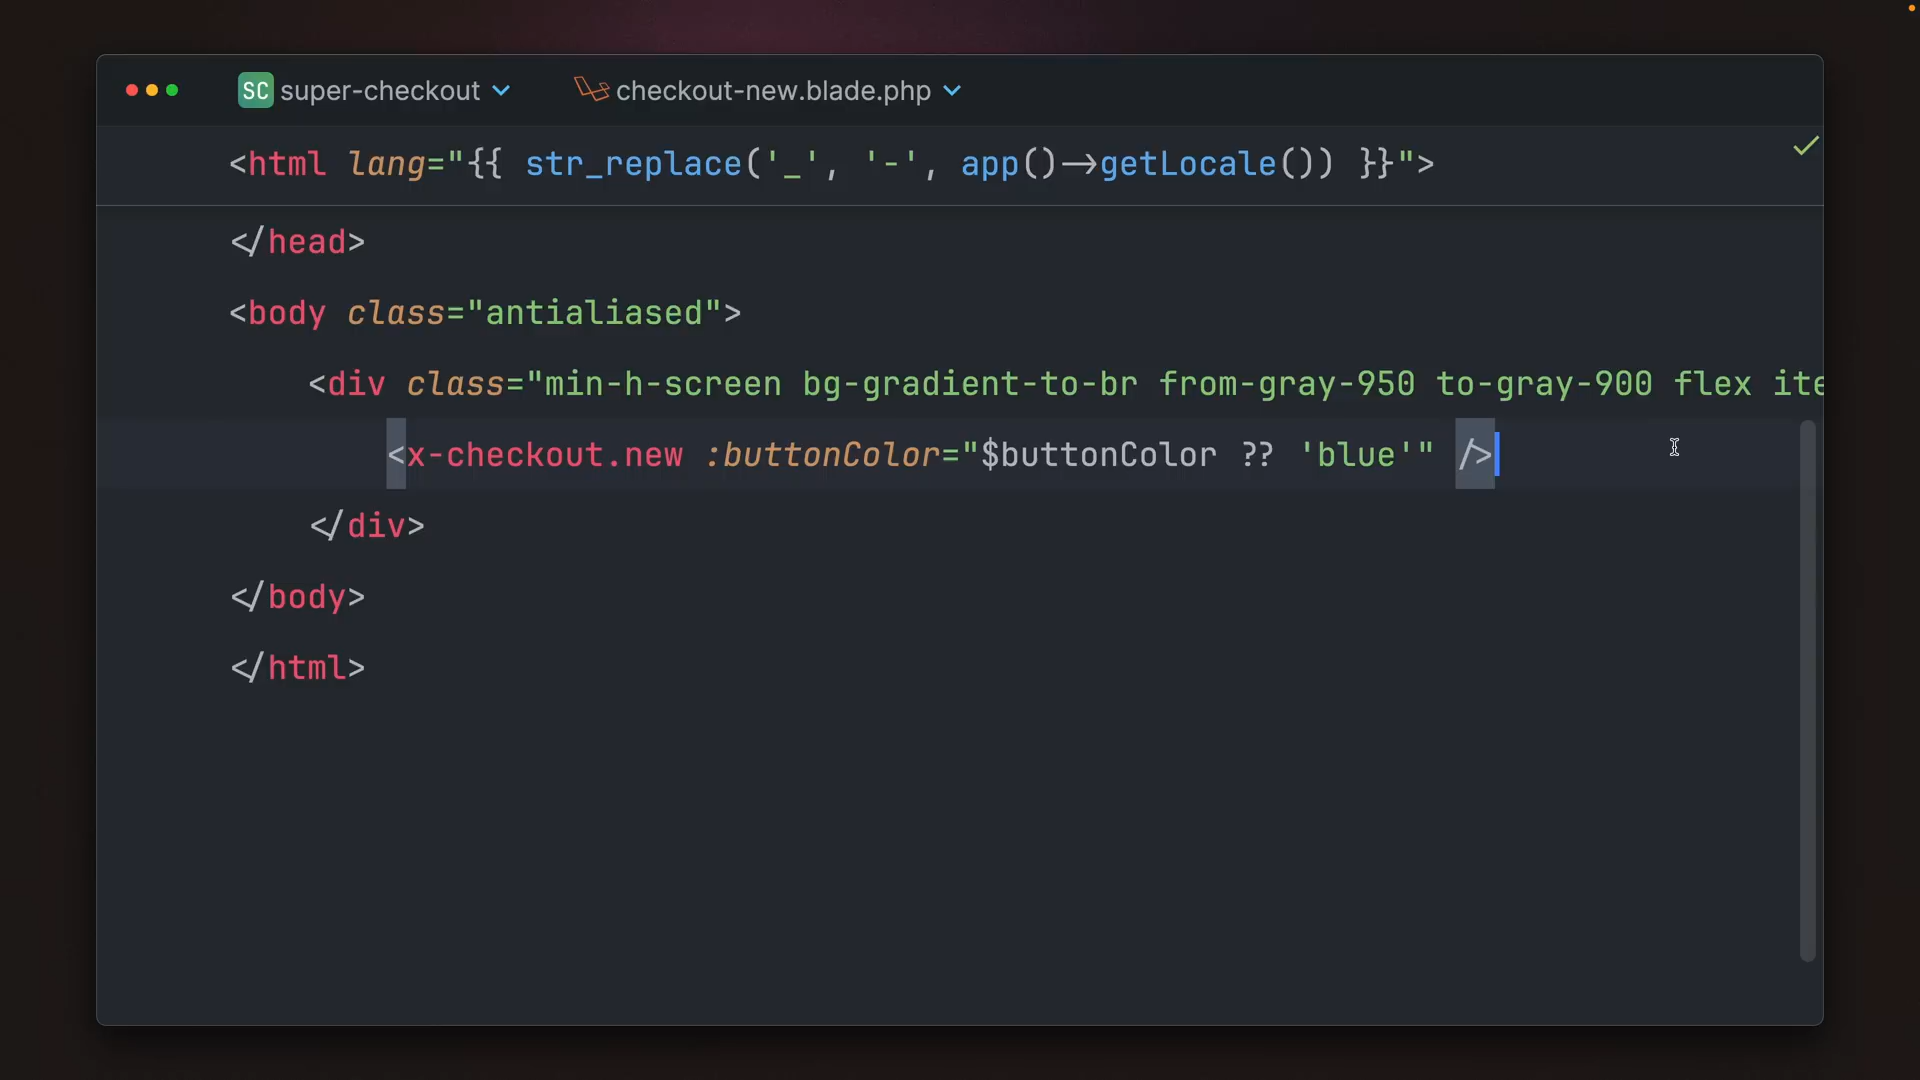 SC super-checkout checkout-new.blade.php
<html lang="{{ str_replace('_', '-', app()->getLocale()) }}">
</head>
<body class="antialiased">
<div class="min-h-screen bg-gradient-to-br from-gray-950 to-gray-900 flex ite
<x-checkout.new :buttonColor="$buttonColor ?? 'blue'" />
</div>
</body>
</html>